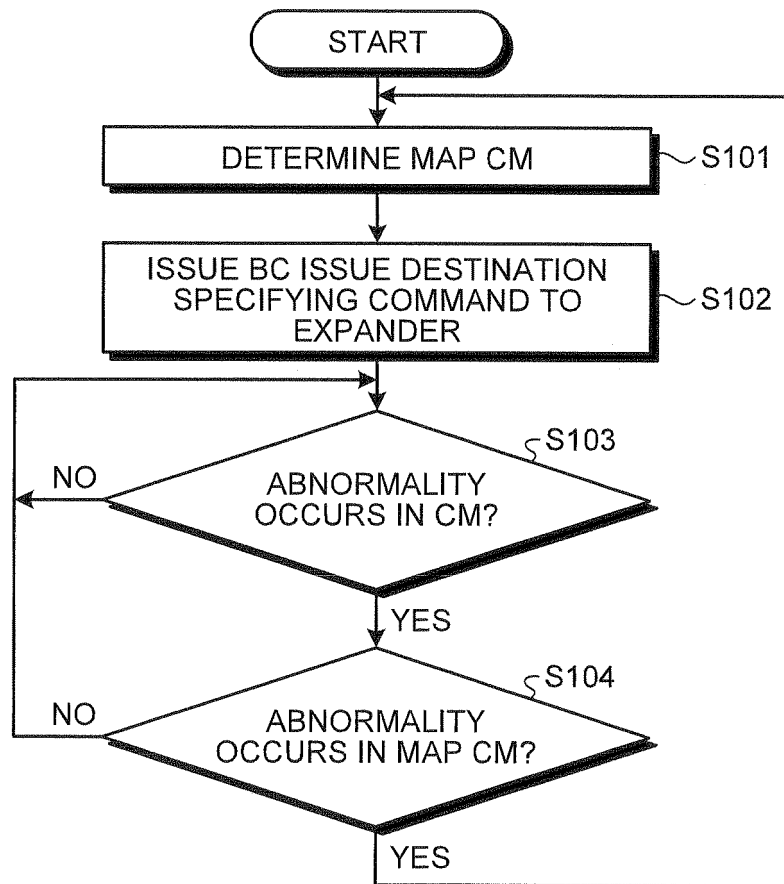 START
DETERMINE MAP CM
S101
ISSUE BC ISSUE DESTINATION
SPECIFYING COMMAND TO
EXPANDER
S102
S103
NO
ABNORMALITY
OCCURS IN CM?
YES
S104
NO
ABNORMALITY
OCCURS IN MAP CM?
YES